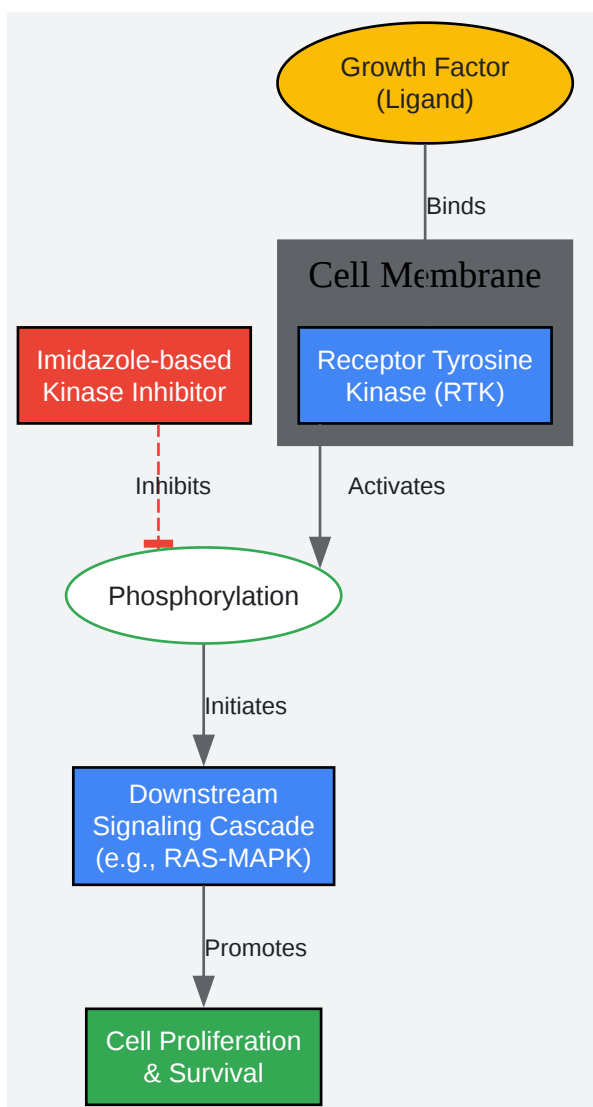 Growth Factor
(Ligand)
Binds
Cell Membrane
Imidazole-based
Kinase Inhibitor
Receptor Tyrosine
Kinase (RTK)
Inhibits
Activates
Phosphorylation
Initiates
Downstream
Signaling Cascade
(e.g., RAS-MAPK)
Promotes
Cell Proliferation
& Survival